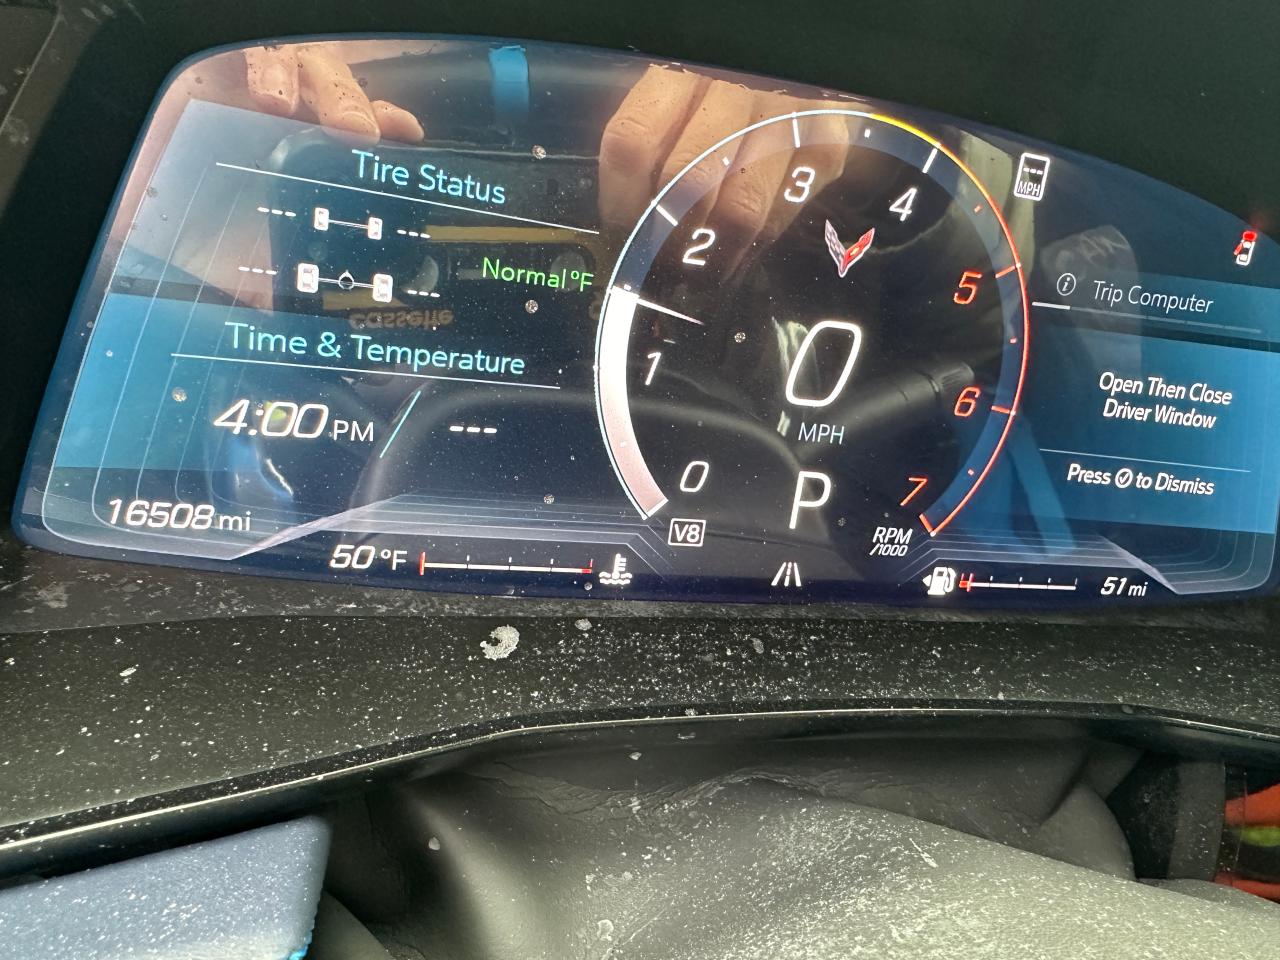 Tire Status
--- ---
--- ---
Normal °F
Time & Temperature
4:00 PM / ---
16508 mi
50 °F
0
1
2
3
4
5
6
7
RPM
/1000
0
MPH
P
V8
---
MPH
i Trip Computer
Open Then Close
Driver Window
Press ✓ to Dismiss
51 mi
cassette